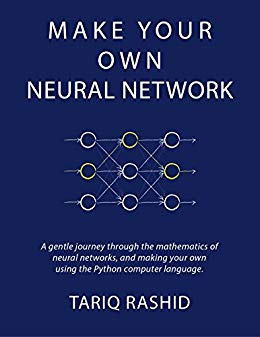 MAKE YOUR
OWN
NEURAL NETWORK
A gentle journey through the mathematics of
neural networks, and making your own
using the Python computer language.
TARIQ RASHID